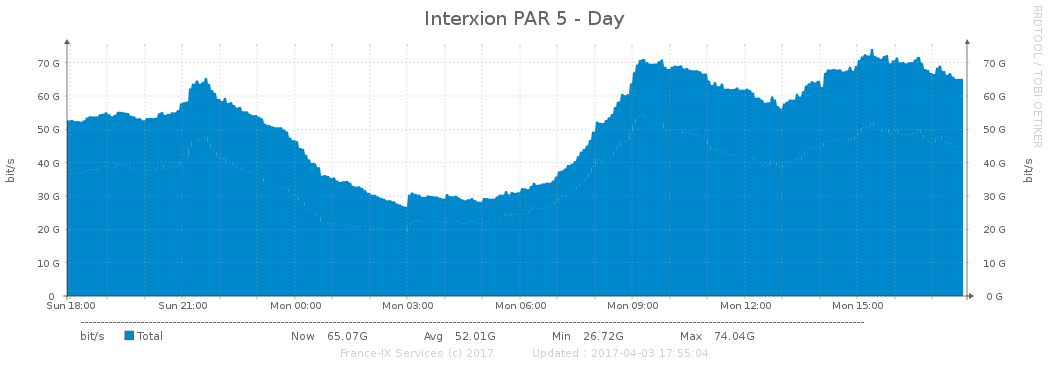 Interxion PAR 5 - Day
RRDTOOL / TOBI OETIKER
bit/s
70 G 70 G
60 G 60 G
50 G 50 G
40 G 40 G
30 G 30 G
20 G 20 G
10 G 10 G
0 0 G
bit/s
Sun 18:00 Sun 21:00 Mon 00:00 Mon 03:00 Mon 06:00 Mon 09:00 Mon 12:00 Mon 15:00
bit/s Total Now 65.07G Avg 52.01G Min 26.72G Max 74.04G
France-IX Services (c) 2017 Updated : 2017-04-03 17:55:04